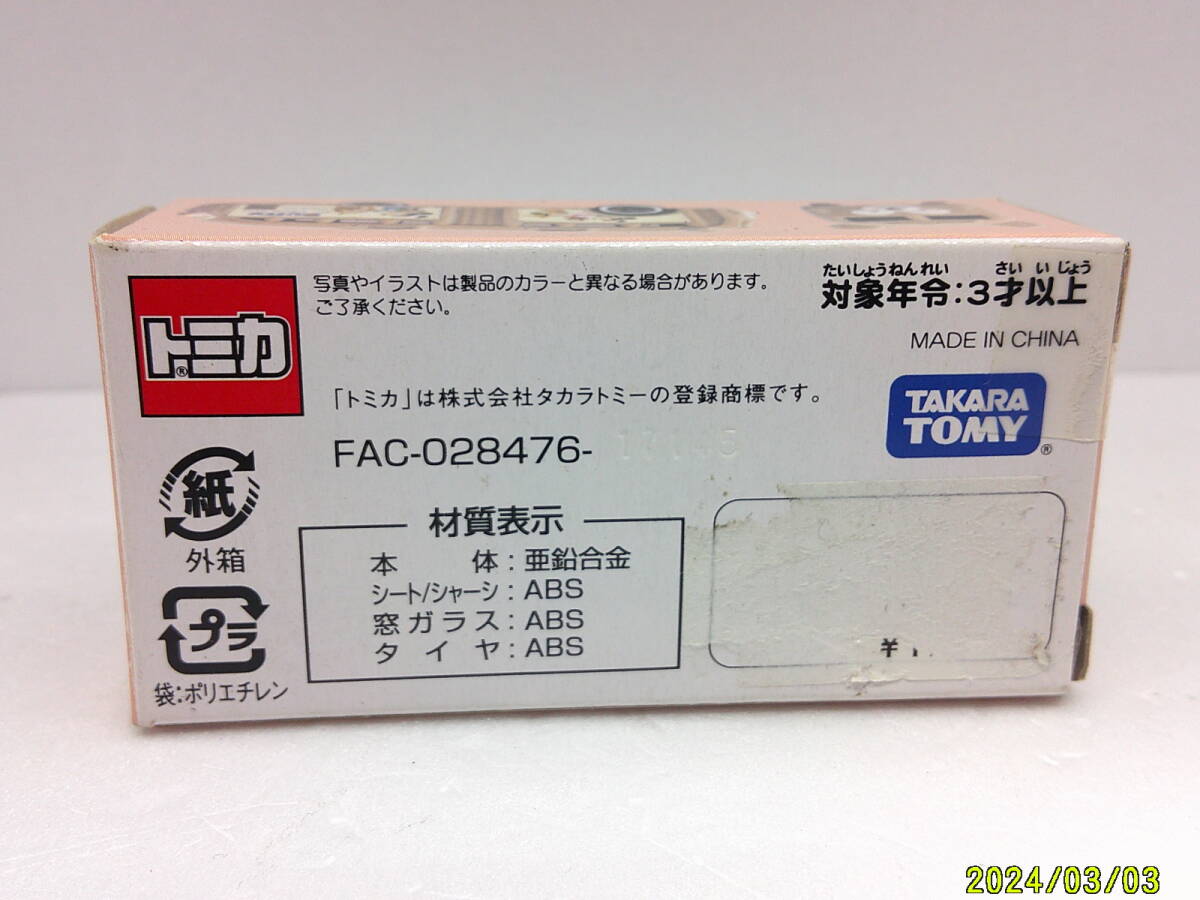 トミカ®
写真やイラストは製品のカラーと異なる場合があります。
ご了承ください。
たいしょうねんれい さいいじょう
対象年令:3才以上
MADE IN CHINA
「トミカ」は株式会社タカラトミーの登録商標です。
TAKARA
TOMY®
FAC-028476- 17145
紙
外箱
プラ
袋:ポリエチレン
材質表示
本体:亜鉛合金
シート/シャーシ:ABS
窓ガラス:ABS
タイヤ:ABS
¥
2024/03/03